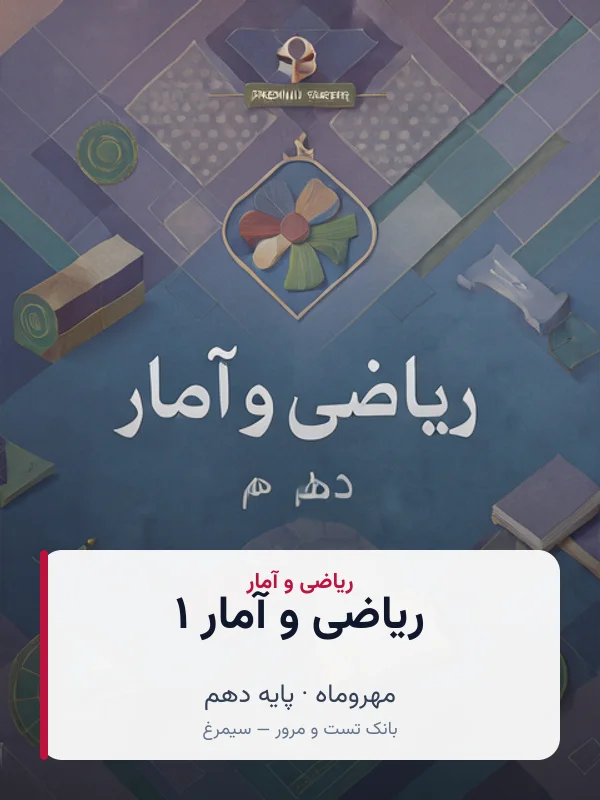 ریاضی و آمار
دهم
ریاضی و آمار
ریاضی و آمار ۱
مهروماه · پایه دهم
بانک تست و مرور — سیمرغ